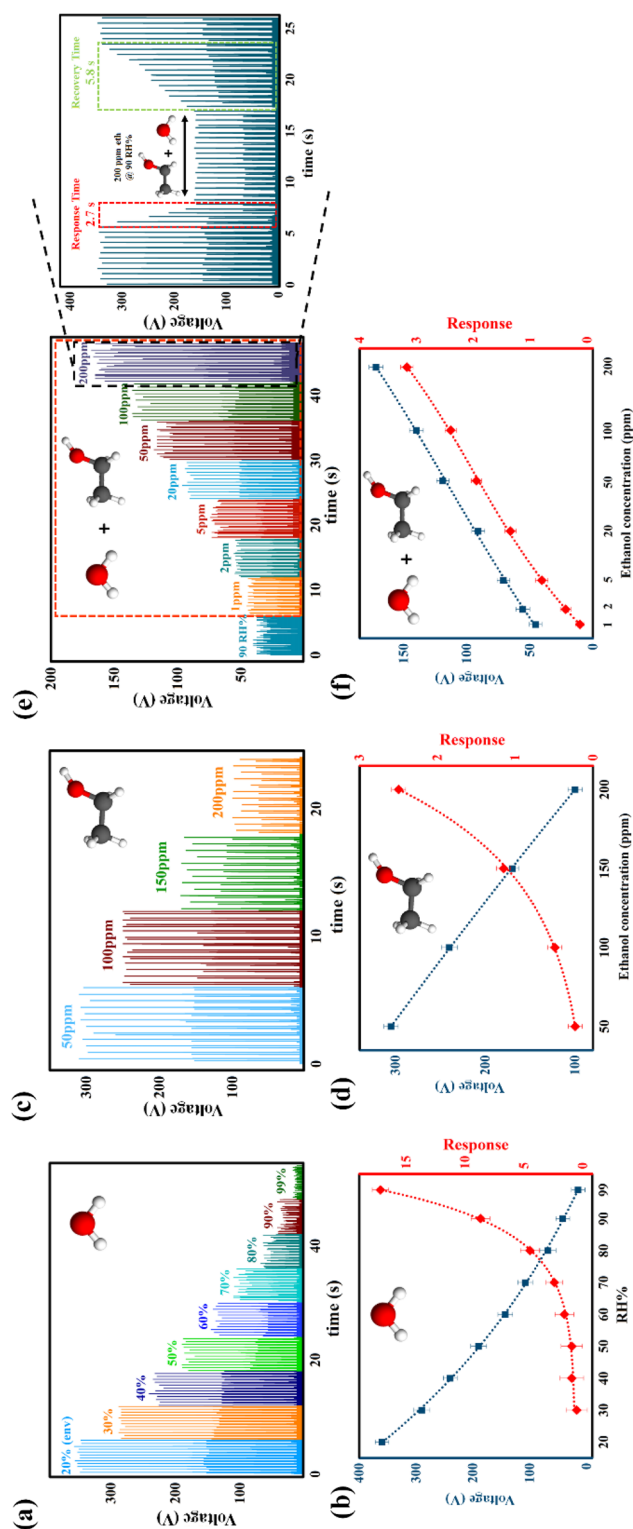 (a)
Voltage (V)
300
200
100
0
20% (env)
30%
40%
50%
60%
70%
80%
90%
99%
0
20
40
time (s)
(b)
Voltage (V)
400
300
200
100
0
20
30
40
50
60
70
80
90
99
RH%
15
10
5
0
Response
(c)
Voltage (V)
300
200
100
50ppm
100ppm
150ppm
200ppm
0
10
20
time (s)
(d)
Voltage (V)
300
200
100
50
100
150
200
Ethanol concentration (ppm)
3
2
1
0
Response
(e)
Voltage (V)
200
150
100
50
0
+
90 RH%
1ppm
2ppm
5ppm
20ppm
50ppm
100ppm
200ppm
0
10
20
30
40
time (s)
Voltage (V)
400
300
200
100
0
Response Time
2.7 s
200 ppm eth
@ 90 RH%
+
Recovery Time
5.8 s
0
5
10
15
20
25
time (s)
(f)
Voltage (V)
150
100
50
0
+
1
2
5
20
50
100
200
Ethanol concentration (ppm)
4
3
2
1
0
Response